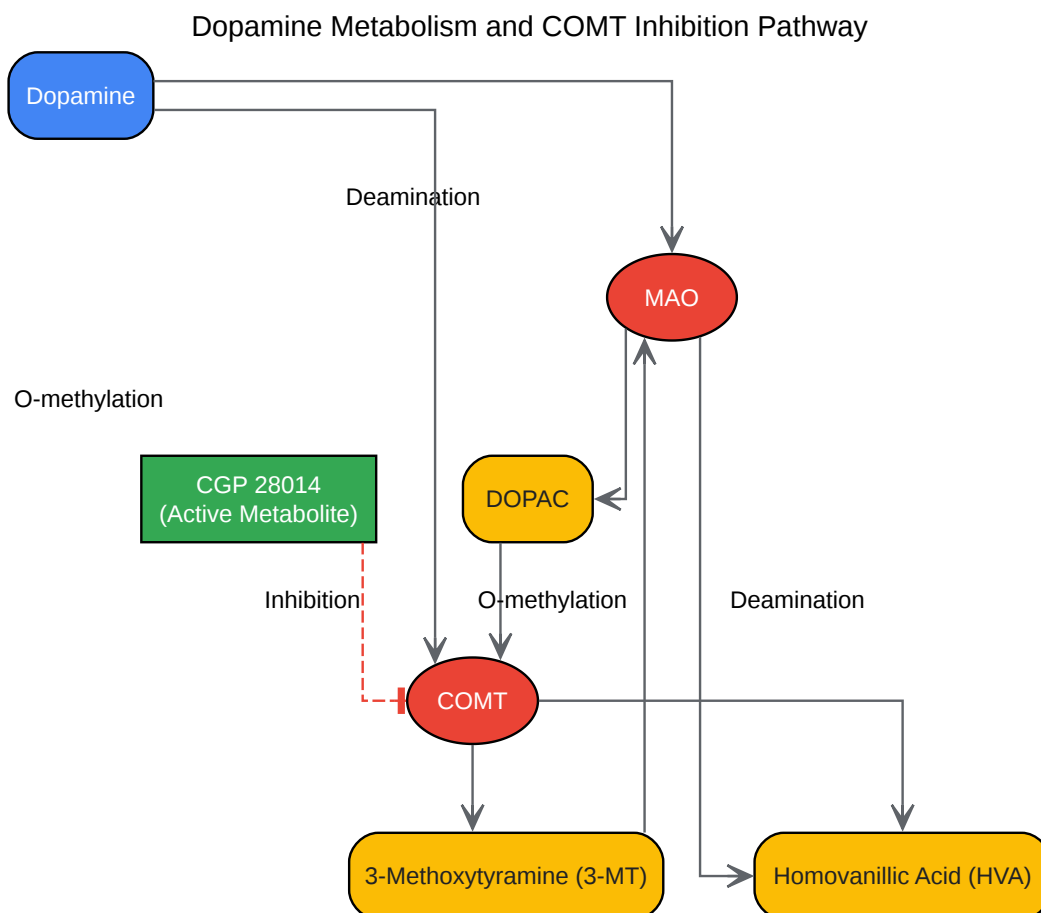 Dopamine Metabolism and COMT Inhibition Pathway
Dopamine
Deamination
MAO
O-methylation
CGP 28014
(Active Metabolite)
DOPAC
Inhibition
O-methylation
Deamination
COMT
3-Methoxytyramine (3-MT)
Homovanillic Acid (HVA)